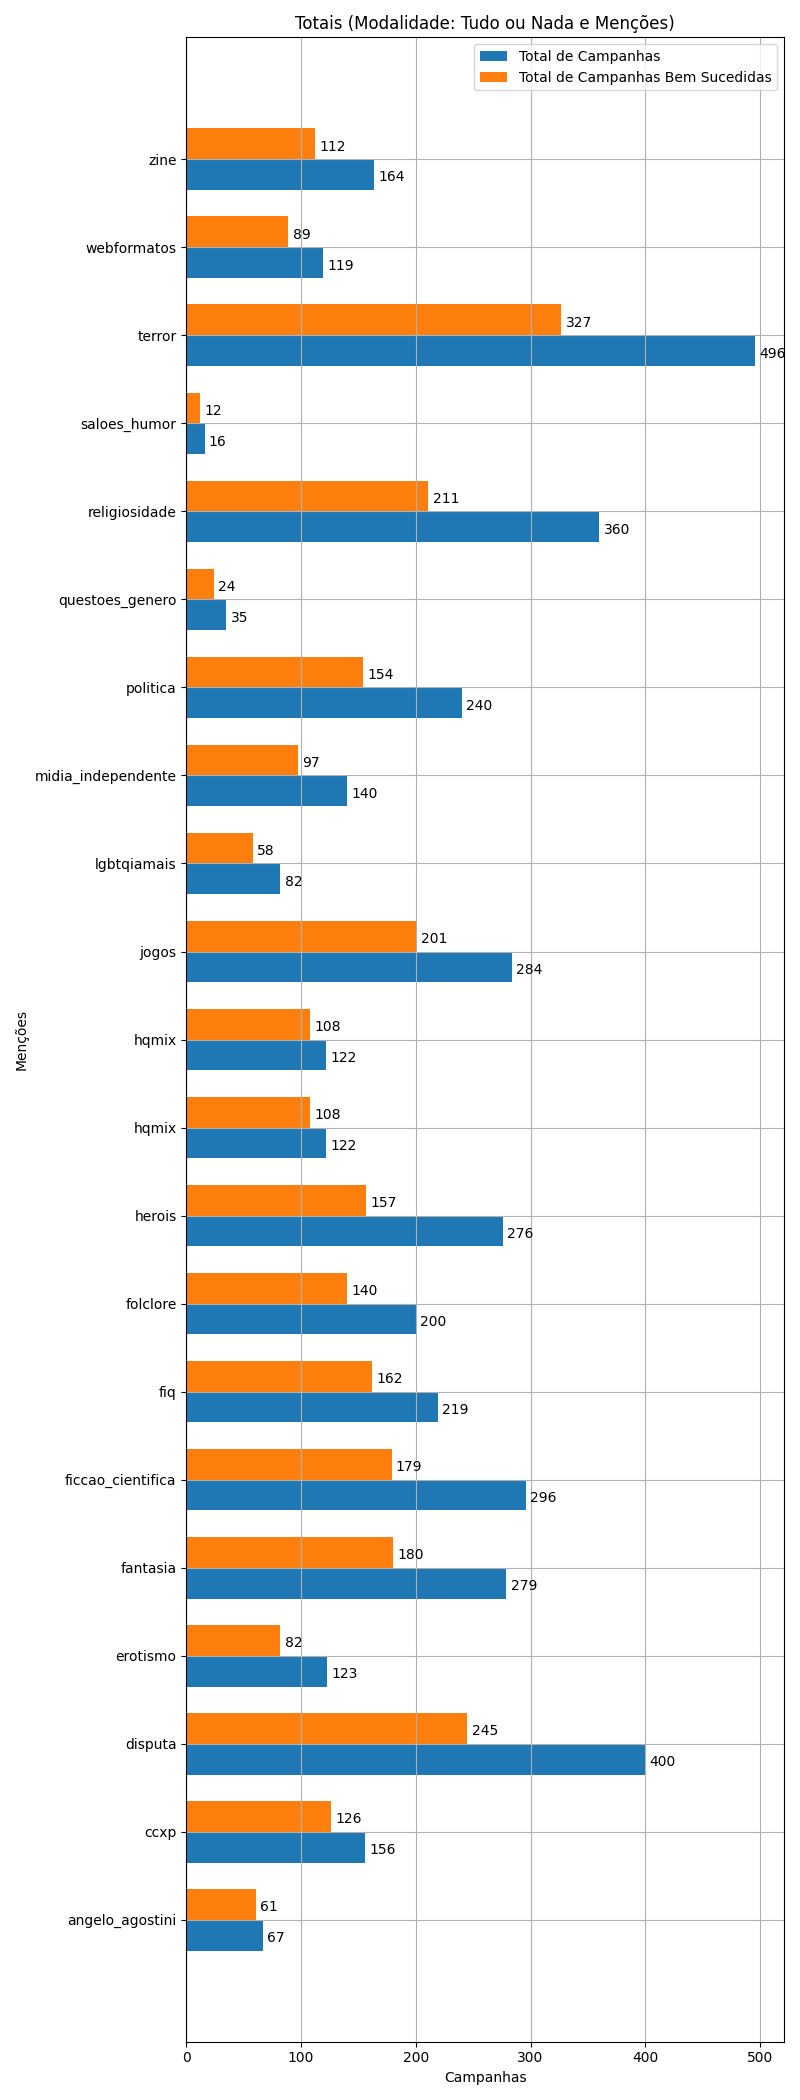 Totais (Modalidade: Tudo ou Nada e Menções)
Total de Campanhas
Total de Campanhas Bem Sucedidas
zine
112
164
webformatos
89
119
terror
327
496
saloes_humor
12
16
religiosidade
211
360
questoes_genero
24
35
politica
154
240
midia_independente
97
140
lgbtqiamais
58
82
jogos
201
284
hqmix
108
122
hqmix
108
122
herois
157
276
folclore
140
200
fiq
162
219
ficcao_cientifica
179
296
fantasia
180
279
erotismo
82
123
disputa
245
400
ccxp
126
156
angelo_agostini
61
67
Menções
0 100 200 300 400 500
Campanhas